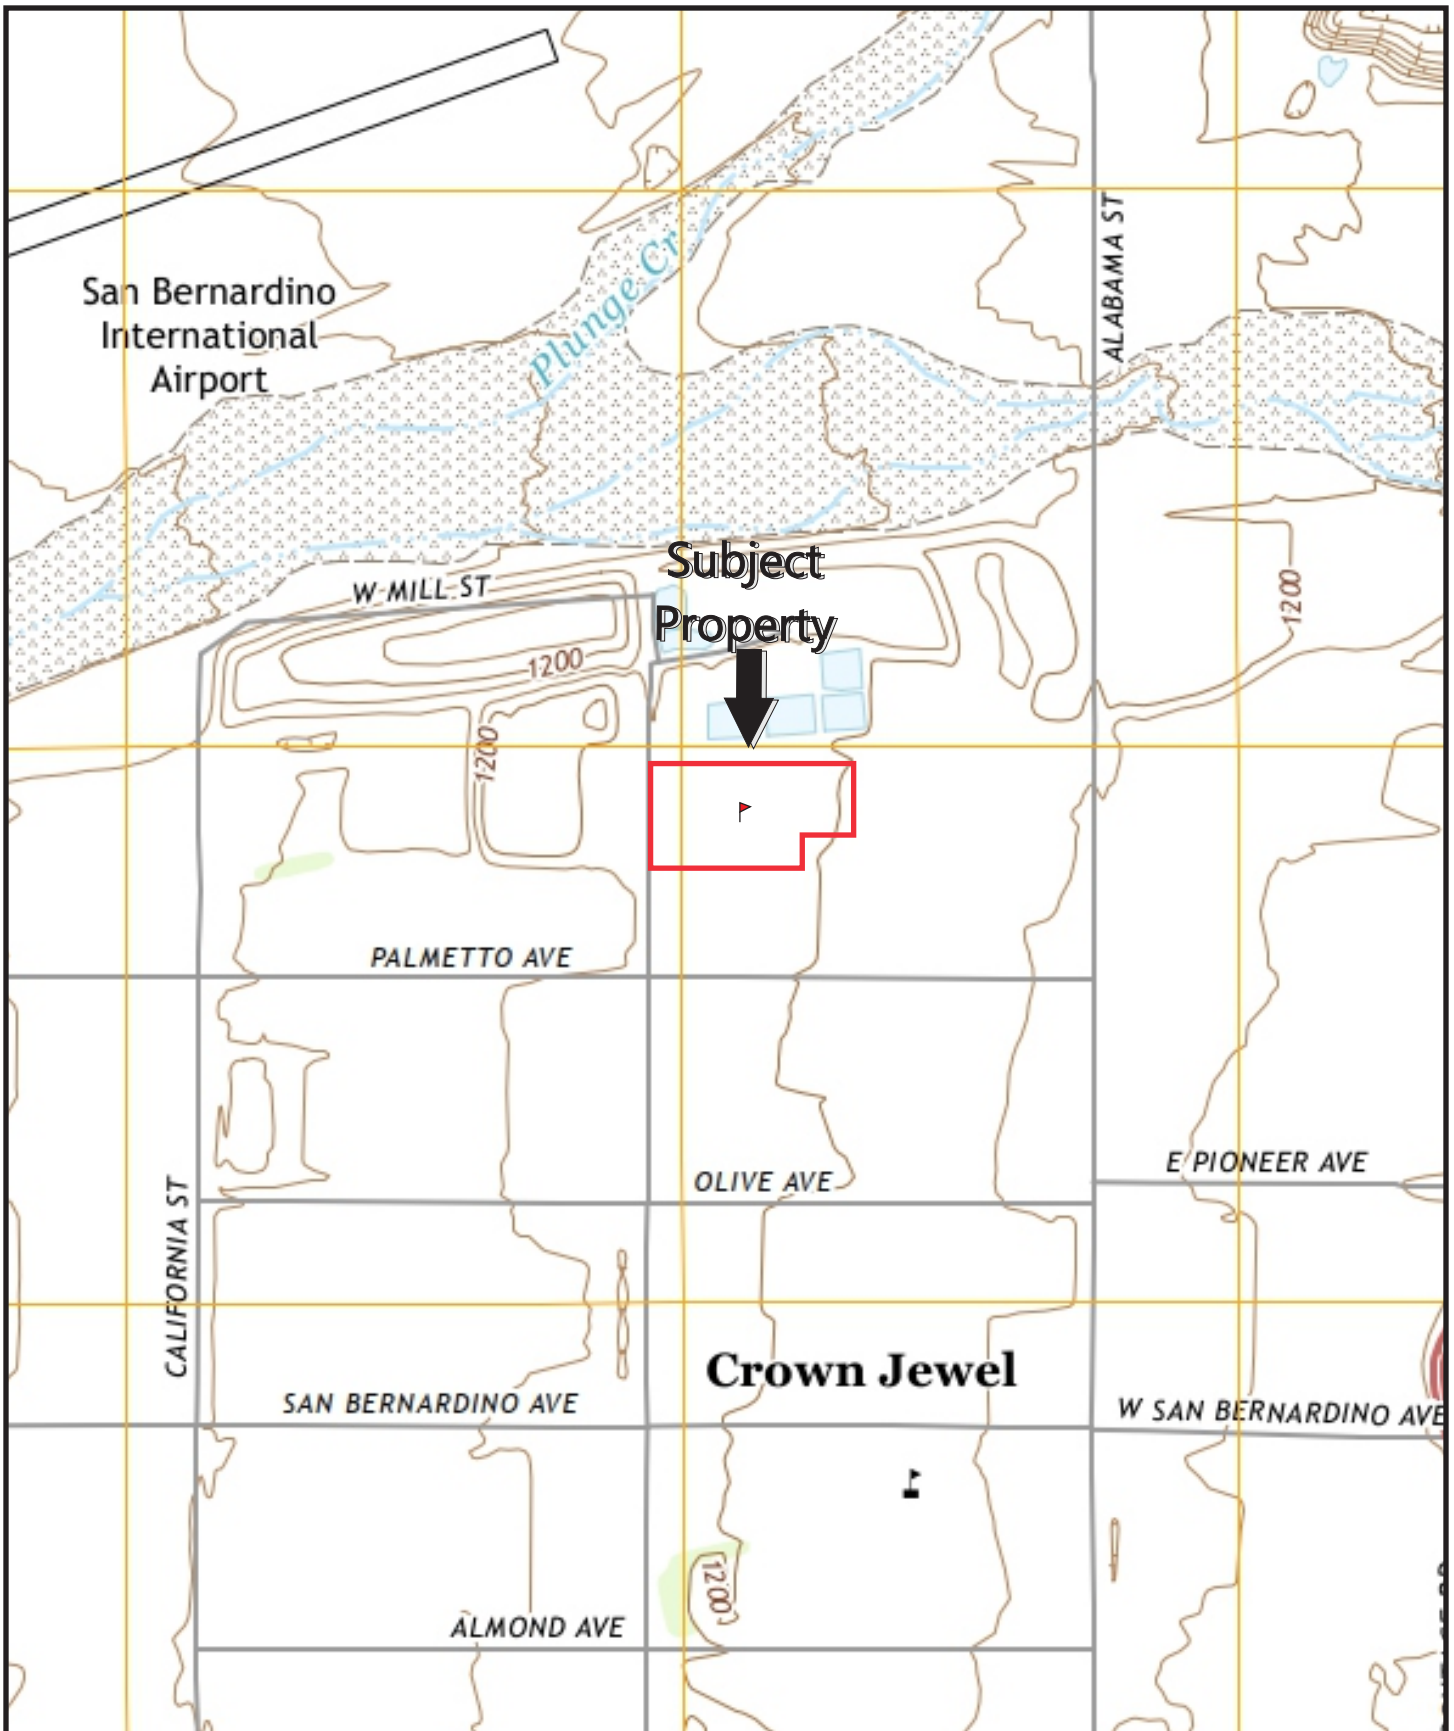 ALABAMA ST
Plunge Cr
San Bernardino
International
Airport
Subject
Property
W MILL ST
1200
1200
1200
PALMETTO AVE
OLIVE AVE
E PIONEER AVE
CALIFORNIA ST
Crown Jewel
SAN BERNARDINO AVE
W SAN BERNARDINO AVE
1200
ALMOND AVE